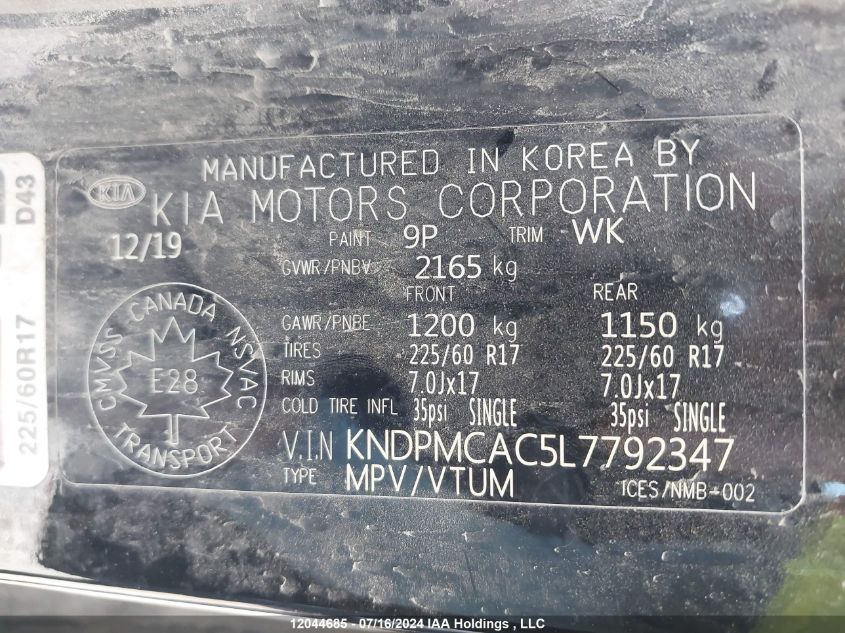 MANUFACTURED IN KOREA BY
KIA KIA MOTORS CORPORATION
12/19 PAINT 9P TRIM WK
GVWR/PNBV 2165 kg
FRONT REAR
GAWR/PNBE 1200 kg 1150 kg
TIRES 225/60 R17 225/60 R17
RIMS 7.0Jx17 7.0Jx17
COLD TIRE INFL 35psi SINGLE 35psi SINGLE
V.I.N KNDPMCAC5L7792347
TYPE MPV/VTUM ICES/NMB-002
CANADA
CMVSS NSVAC
E28
TRANSPORT
D43
225/60R17
12044685 - 07/16/2024 IAA Holdings , LLC